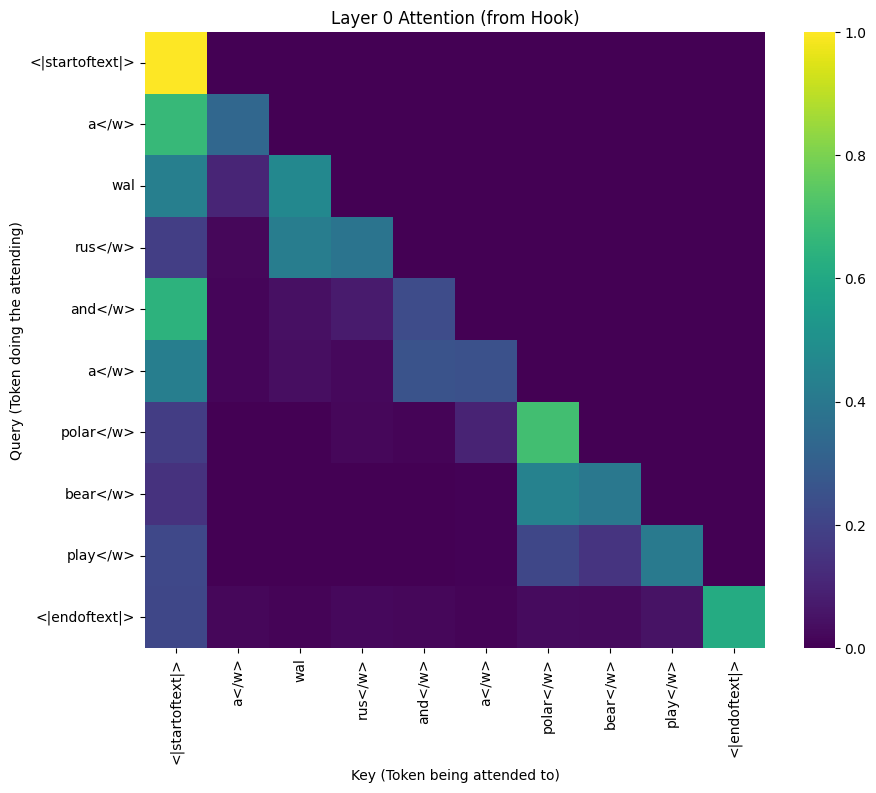 Layer 0 Attention (from Hook)
Query (Token doing the attending)
<|startoftext|>
a</w>
wal
rus</w>
and</w>
a</w>
polar</w>
bear</w>
play</w>
<|endoftext|>
1.0
0.8
0.6
0.4
0.2
0.0
<|startoftext|>
a</w>
wal
rus</w>
and</w>
a</w>
polar</w>
bear</w>
play</w>
<|endoftext|>
Key (Token being attended to)